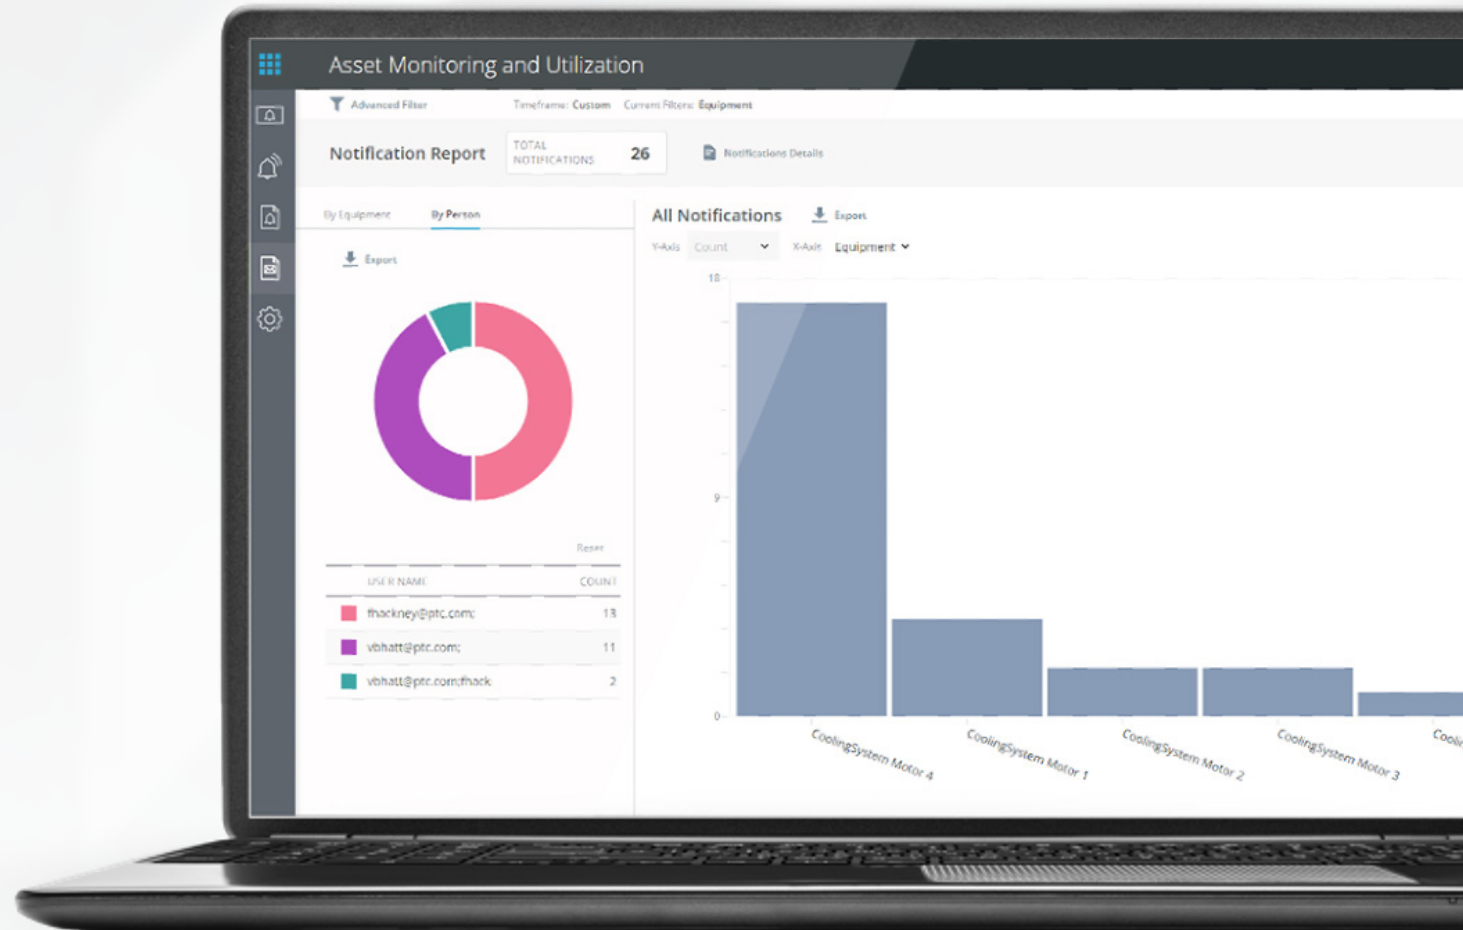 Asset Monitoring and Utilization
Advanced Filter Timeframe: Custom Current Filters: Equipment
Notification Report TOTAL NOTIFICATIONS 26 Notifications Details
By Equipment By Person
Export
Reset
USER NAME COUNT
fhackney@ptc.com; 13
vbhatt@ptc.com; 11
vbhatt@ptc.com;fhack 2
All Notifications Export
Y-Axis Count X-Axis Equipment
18
9
0
CoolingSystem Motor 4
CoolingSystem Motor 1
CoolingSystem Motor 2
CoolingSystem Motor 3